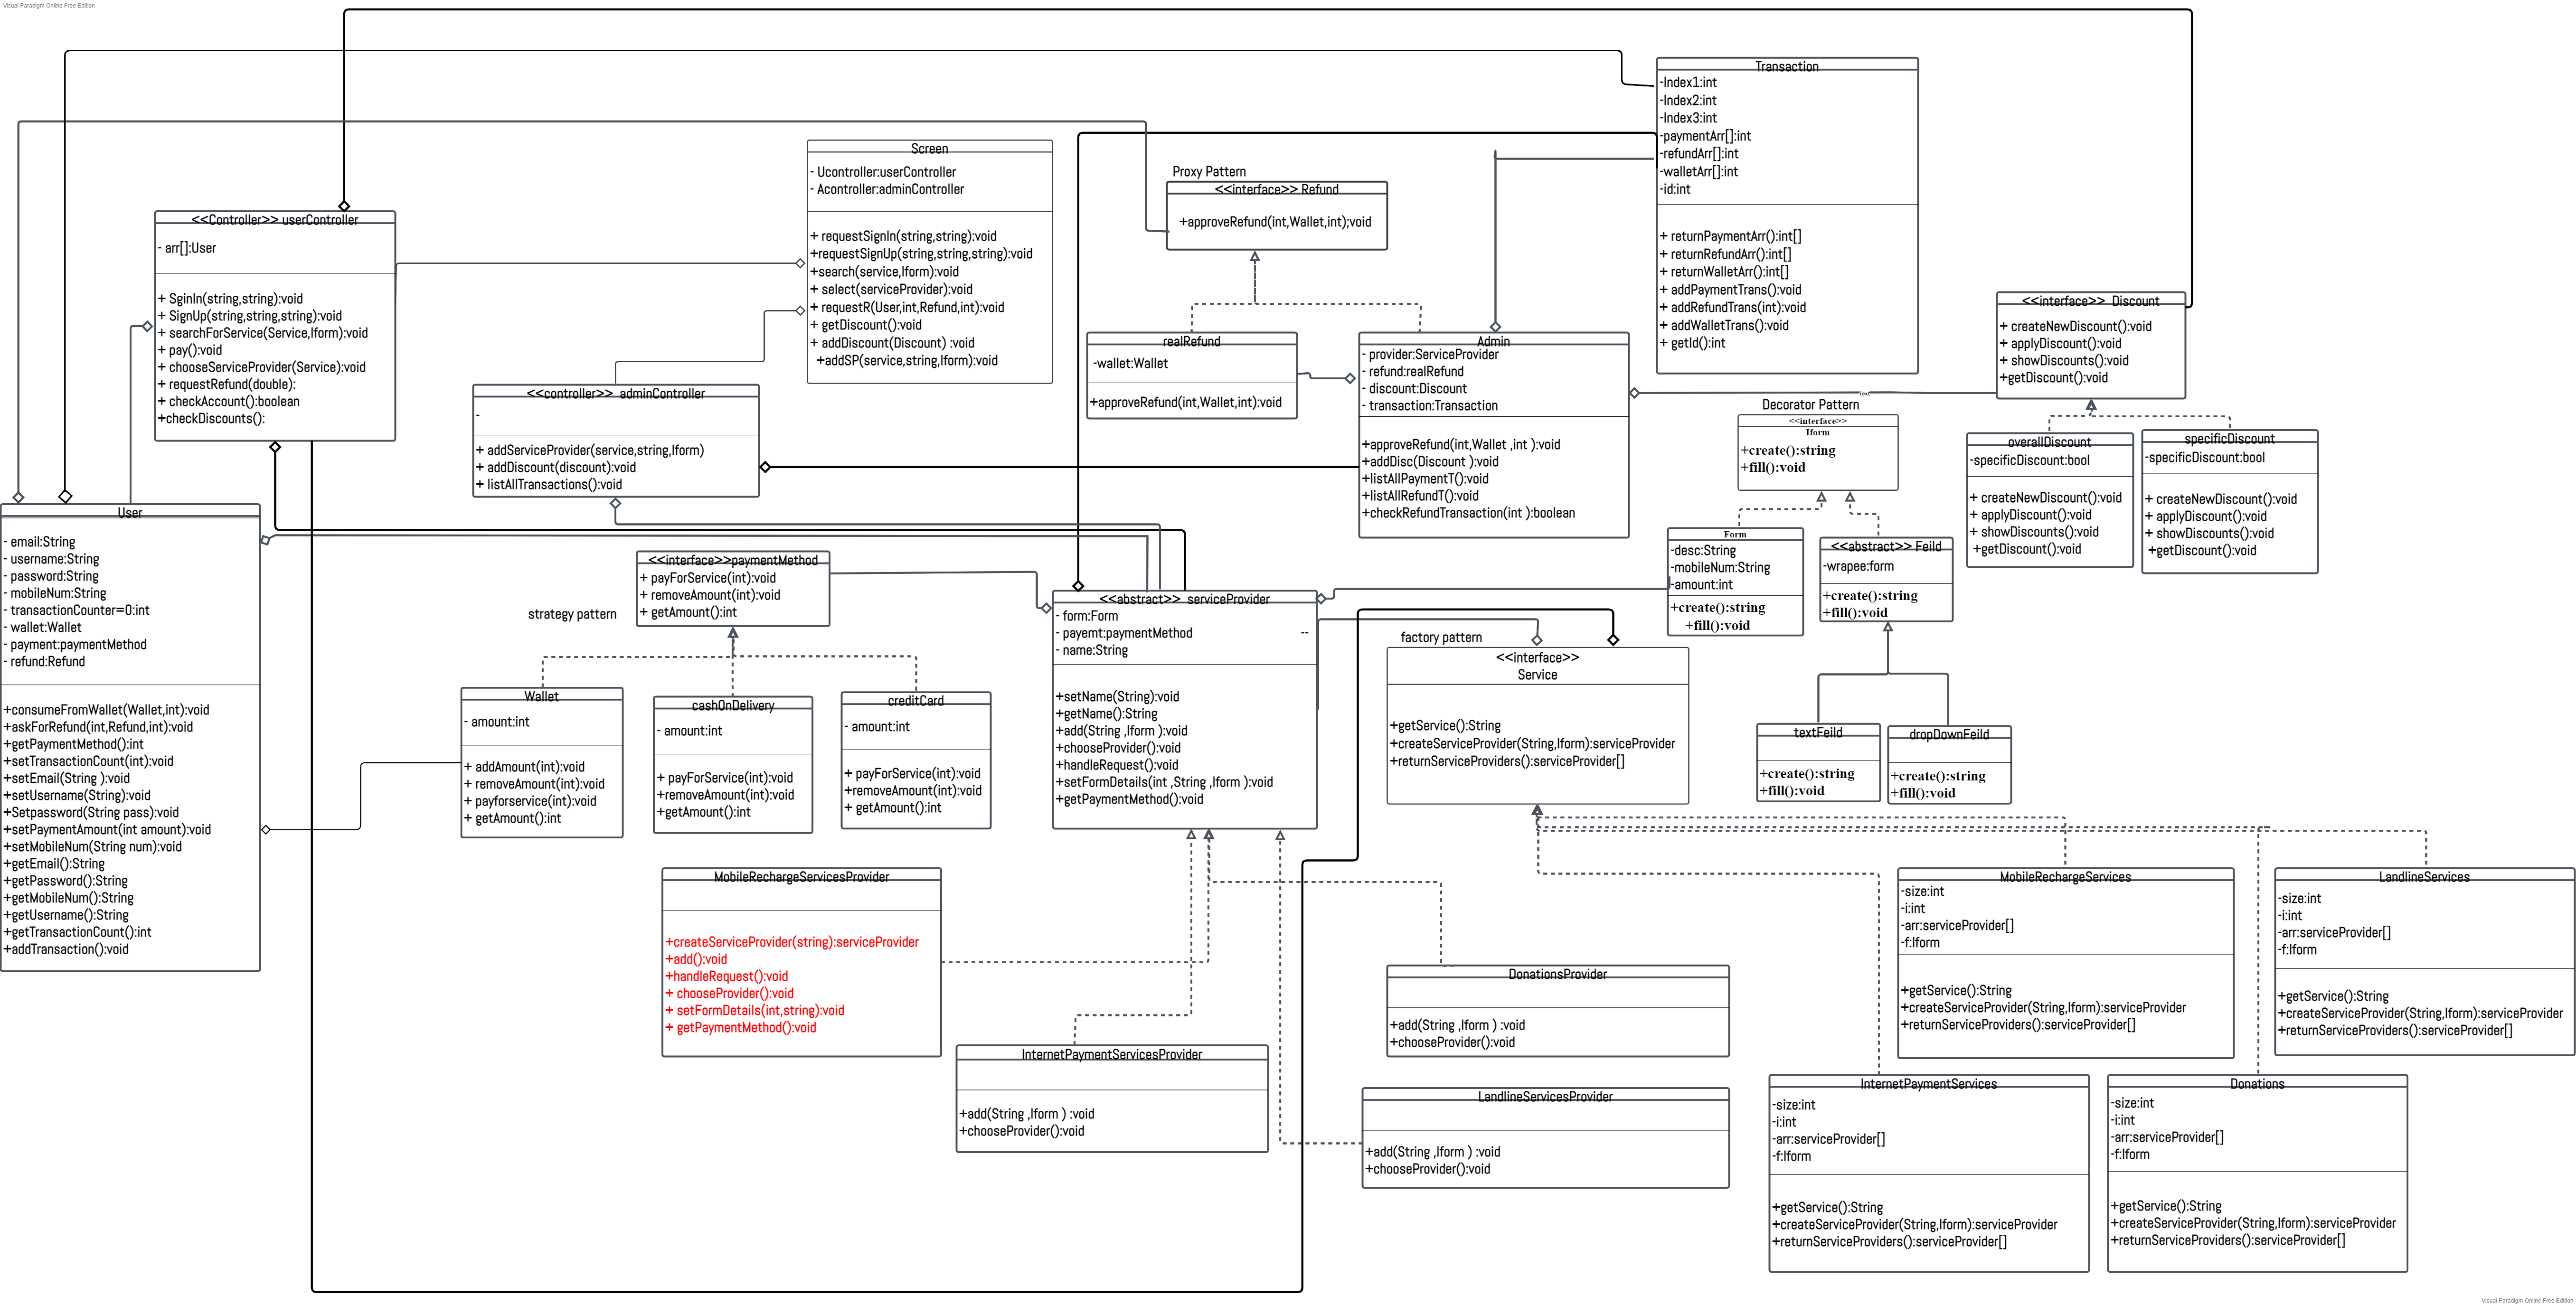 Visual Paradigm Online Free Edition
Transaction
-Index1:int
-Index2:int
-Index3:int
-paymentArr[]:int
-refundArr[]:int
-walletArr[]:int
-id:int
+ returnPaymentArr():int[]
+ returnRefundArr():int[]
+ returnWalletArr():int[]
+ addPaymentTrans():void
+ addRefundTrans(int):void
+ addWalletTrans():void
+ getId():int
Screen
- Ucontroller:userController
- Acontroller:adminController
+ requestSignIn(string,string):void
+requestSignUp(string,string,string):void
+search(service,Iform):void
+ select(serviceProvider):void
+ requestR(User,int,Refund,int):void
+ getDiscount():void
+ addDiscount(Discount) :void
+addSP(service,string,Iform):void
Proxy Pattern
<<interface>> Refund
+approveRefund(int,Wallet,int);void
<<Controller>> userController
- arr[]:User
+ SginIn(string,string):void
+ SignUp(string,string,string):void
+ searchForService(Service,Iform):void
+ pay():void
+ chooseServiceProvider(Service):void
+ requestRefund(double):
+ checkAccount():boolean
+checkDiscounts():
<<interface>> Discount
+ createNewDiscount():void
+ applyDiscount():void
+ showDiscounts():void
+getDiscount():void
realRefund
-wallet:Wallet
+approveRefund(int,Wallet,int):void
Admin
- provider:ServiceProvider
- refund:realRefund
- discount:Discount
- transaction:Transaction
+approveRefund(int,Wallet ,int ):void
+addDisc(Discount ):void
+listAllPaymentT():void
+listAllRefundT():void
+checkRefundTransaction(int ):boolean
Text
<<controller>> adminController
-
+ addServiceProvider(service,string,Iform)
+ addDiscount(discount):void
+ listAllTransactions():void
Decorator Pattern
<<interface>>
Iform
+create():string
+fill():void
overallDiscount
-specificDiscount:bool
+ createNewDiscount():void
+ applyDiscount():void
+ showDiscounts():void
+getDiscount():void
specificDiscount
-specificDiscount:bool
+ createNewDiscount():void
+ applyDiscount():void
+ showDiscounts():void
+getDiscount():void
User
- email:String
- username:String
- password:String
- mobileNum:String
- transactionCounter=0:int
- wallet:Wallet
- payment:paymentMethod
- refund:Refund
+consumeFromWallet(Wallet,int):void
+askForRefund(int,Refund,int):void
+getPaymentMethod():int
+setTransactionCount(int):void
+setEmail(String ):void
+setUsername(String):void
+Setpassword(String pass):void
+setPaymentAmount(int amount):void
+setMobileNum(String num):void
+getEmail():String
+getPassword():String
+getMobileNum():String
+getUsername():String
+getTransactionCount():int
+addTransaction():void
Form
-desc:String
-mobileNum:String
-amount:int
+create():string
+fill():void
<<abstract>> Feild
-wrapee:form
+create():string
+fill():void
<<interface>>paymentMethod
+ payForService(int):void
+ removeAmount(int):void
+ getAmount():int
strategy pattern
<<abstract>> serviceProvider
- form:Form
- payemt:paymentMethod
--
- name:String
+setName(String):void
+getName():String
+add(String ,Iform ):void
+chooseProvider():void
+handleRequest():void
+setFormDetails(int ,String ,Iform ):void
+getPaymentMethod():void
factory pattern
<<interface>>
Service
+getService():String
+createServiceProvider(String,Iform):serviceProvider
+returnServiceProviders():serviceProvider[]
Wallet
- amount:int
+ addAmount(int):void
+ removeAmount(int):void
+ payforservice(int):void
+ getAmount():int
cashOnDelivery
- amount:int
+ payForService(int):void
+removeAmount(int):void
+getAmount():int
creditCard
- amount:int
+ payForService(int):void
+removeAmount(int):void
+ getAmount():int
textFeild
+create():string
+fill():void
dropDownFeild
+create():string
+fill():void
MobileRechargeServicesProvider
+createServiceProvider(string):serviceProvider
+add():void
+handleRequest():void
+ chooseProvider():void
+ setFormDetails(int,string):void
+ getPaymentMethod():void
InternetPaymentServicesProvider
+add(String ,Iform ) :void
+chooseProvider():void
DonationsProvider
+add(String ,Iform ) :void
+chooseProvider():void
LandlineServicesProvider
+add(String ,Iform ) :void
+chooseProvider():void
MobileRechargeServices
-size:int
-i:int
-arr:serviceProvider[]
-f:Iform
+getService():String
+createServiceProvider(String,Iform):serviceProvider
+returnServiceProviders():serviceProvider[]
LandlineServices
-size:int
-i:int
-arr:serviceProvider[]
-f:Iform
+getService():String
+createServiceProvider(String,Iform):serviceProvider
+returnServiceProviders():serviceProvider[]
InternetPaymentServices
-size:int
-i:int
-arr:serviceProvider[]
-f:Iform
+getService():String
+createServiceProvider(String,Iform):serviceProvider
+returnServiceProviders():serviceProvider[]
Donations
-size:int
-i:int
-arr:serviceProvider[]
-f:Iform
+getService():String
+createServiceProvider(String,Iform):serviceProvider
+returnServiceProviders():serviceProvider[]
Visual Paradigm Online Free Edition